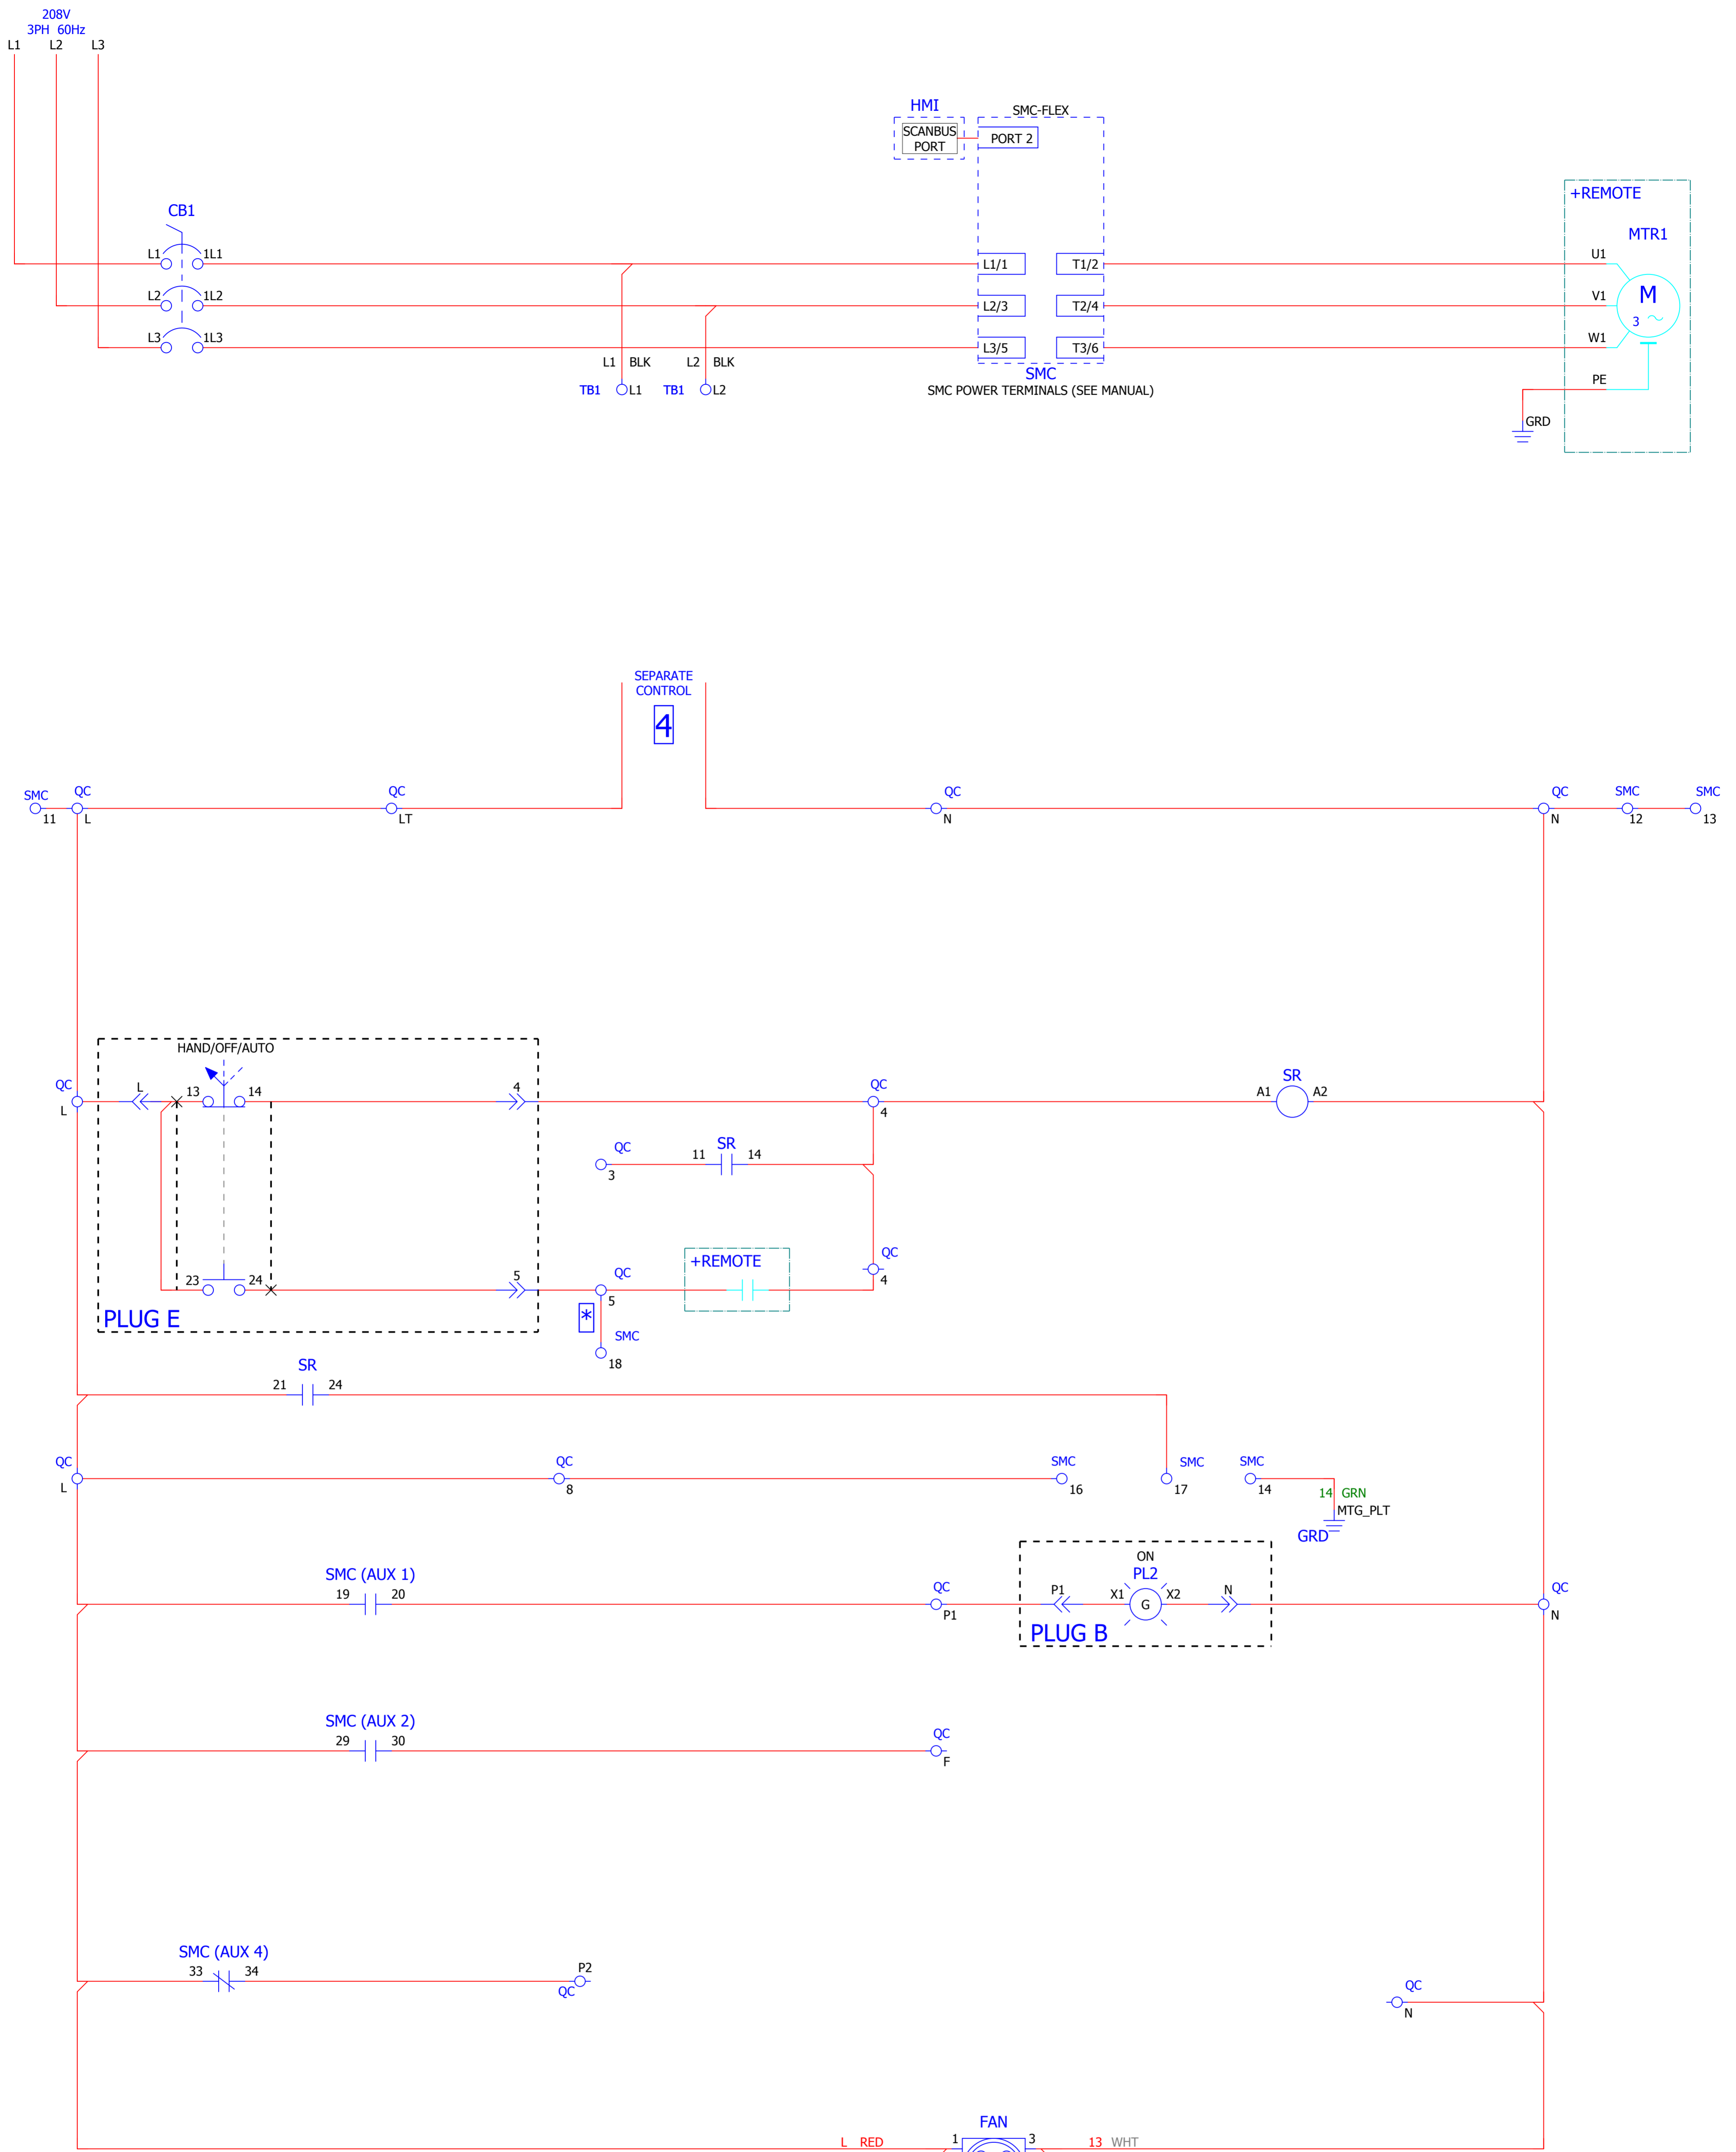 208V
3PH 60Hz
L1 L2 L3
HMI
SMC-FLEX
SCANBUS
PORT
PORT 2
+REMOTE
CB1
MTR1
L1 1L1
L1/1 T1/2
U1
L2 1L2
L2/3 T2/4
V1
M
3
L3 1L3
L3/5 T3/6
W1
L1 BLK L2 BLK
SMC
PE
TB1 L1 TB1 L2
SMC POWER TERMINALS (SEE MANUAL)
GRD
SEPARATE
CONTROL
4
SMC QC QC QC QC SMC SMC
11 L LT N N 12 13
HAND/OFF/AUTO
QC L 13 14 4 QC SR
L 4 A1 A2
QC SR
3 11 14
+REMOTE
QC
4
23 24 5 QC
5
PLUG E
*
SMC
18
SR
21 24
QC QC SMC SMC SMC
L 8 16 17 14
14 GRN
MTG_PLT
GRD
ON
SMC (AUX 1) PL2
19 20 QC P1 X1 G X2 N QC
P1 N
PLUG B
SMC (AUX 2)
29 30 QC
F
SMC (AUX 4)
33 34 P2
QC
QC
N
FAN
L RED 1 3 13 WHT